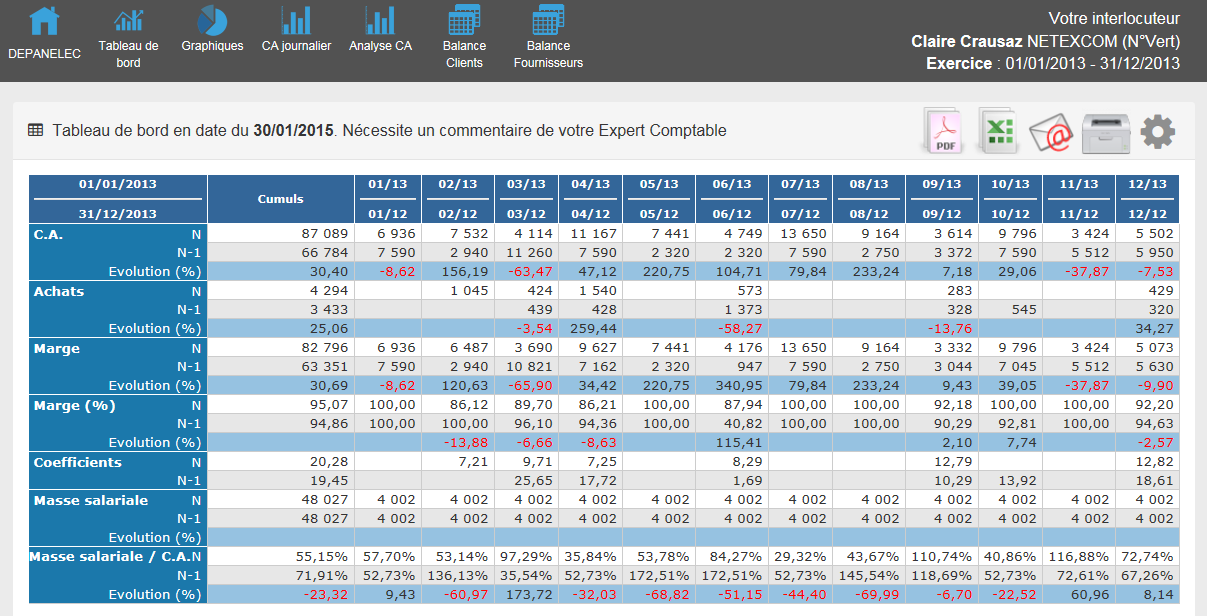 DEPANELEC
Tableau de bord
Graphiques
CA journalier
Analyse CA
Balance Clients
Balance Fournisseurs
Votre interlocuteur
Claire Crausaz NETEXCOM (N°Vert)
Exercice : 01/01/2013 - 31/12/2013
Tableau de bord en date du 30/01/2015. Nécessite un commentaire de votre Expert Comptable
PDF
01/01/2013 Cumuls 01/13 02/13 03/13 04/13 05/13 06/13 07/13 08/13 09/13 10/13 11/13 12/13
31/12/2013 01/12 02/12 03/12 04/12 05/12 06/12 07/12 08/12 09/12 10/12 11/12 12/12
C.A. N 87 089 6 936 7 532 4 114 11 167 7 441 4 749 13 650 9 164 3 614 9 796 3 424 5 502
N-1 66 784 7 590 2 940 11 260 7 590 2 320 2 320 7 590 2 750 3 372 7 590 5 512 5 950
Evolution (%) 30,40 -8,62 156,19 -63,47 47,12 220,75 104,71 79,84 233,24 7,18 29,06 -37,87 -7,53
Achats N 4 294 1 045 424 1 540 573 283 429
N-1 3 433 439 428 1 373 328 545 320
Evolution (%) 25,06 -3,54 259,44 -58,27 -13,76 34,27
Marge N 82 796 6 936 6 487 3 690 9 627 7 441 4 176 13 650 9 164 3 332 9 796 3 424 5 073
N-1 63 351 7 590 2 940 10 821 7 162 2 320 947 7 590 2 750 3 044 7 045 5 512 5 630
Evolution (%) 30,69 -8,62 120,63 -65,90 34,42 220,75 340,95 79,84 233,24 9,43 39,05 -37,87 -9,90
Marge (%) N 95,07 100,00 86,12 89,70 86,21 100,00 87,94 100,00 100,00 92,18 100,00 100,00 92,20
N-1 94,86 100,00 100,00 96,10 94,36 100,00 40,82 100,00 100,00 90,29 92,81 100,00 94,63
Evolution (%) -13,88 -6,66 -8,63 115,41 2,10 7,74 -2,57
Coefficients N 20,28 7,21 9,71 7,25 8,29 12,79 12,82
N-1 19,45 25,65 17,72 1,69 10,29 13,92 18,61
Masse salariale N 48 027 4 002 4 002 4 002 4 002 4 002 4 002 4 002 4 002 4 002 4 002 4 002 4 002
N-1 48 027 4 002 4 002 4 002 4 002 4 002 4 002 4 002 4 002 4 002 4 002 4 002 4 002
Evolution (%)
Masse salariale / C.A. N 55,15% 57,70% 53,14% 97,29% 35,84% 53,78% 84,27% 29,32% 43,67% 110,74% 40,86% 116,88% 72,74%
N-1 71,91% 52,73% 136,13% 35,54% 52,73% 172,51% 172,51% 52,73% 145,54% 118,69% 52,73% 72,61% 67,26%
Evolution (%) -23,32 9,43 -60,97 173,72 -32,03 -68,82 -51,15 -44,40 -69,99 -6,70 -22,52 60,96 8,14